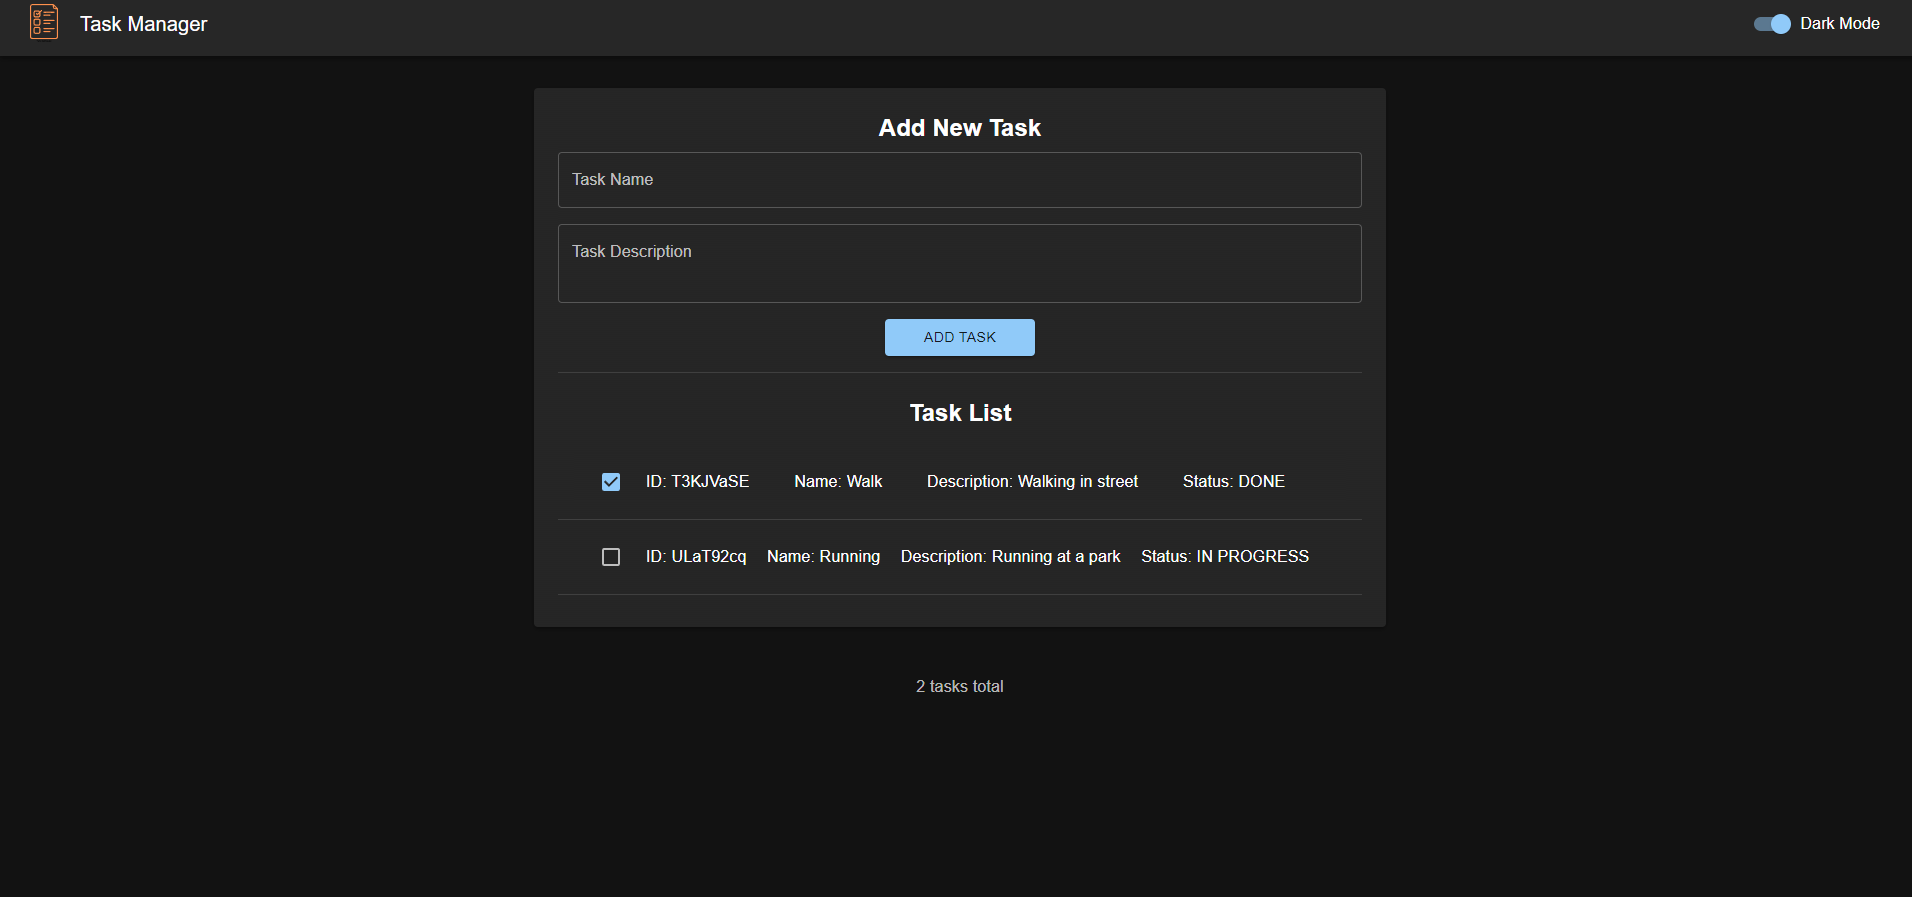 Task Manager
Dark Mode
Add New Task
Task Name
Task Description
ADD TASK
Task List
ID: T3KJVaSE Name: Walk Description: Walking in street Status: DONE
ID: ULaT92cq Name: Running Description: Running at a park Status: IN PROGRESS
2 tasks total